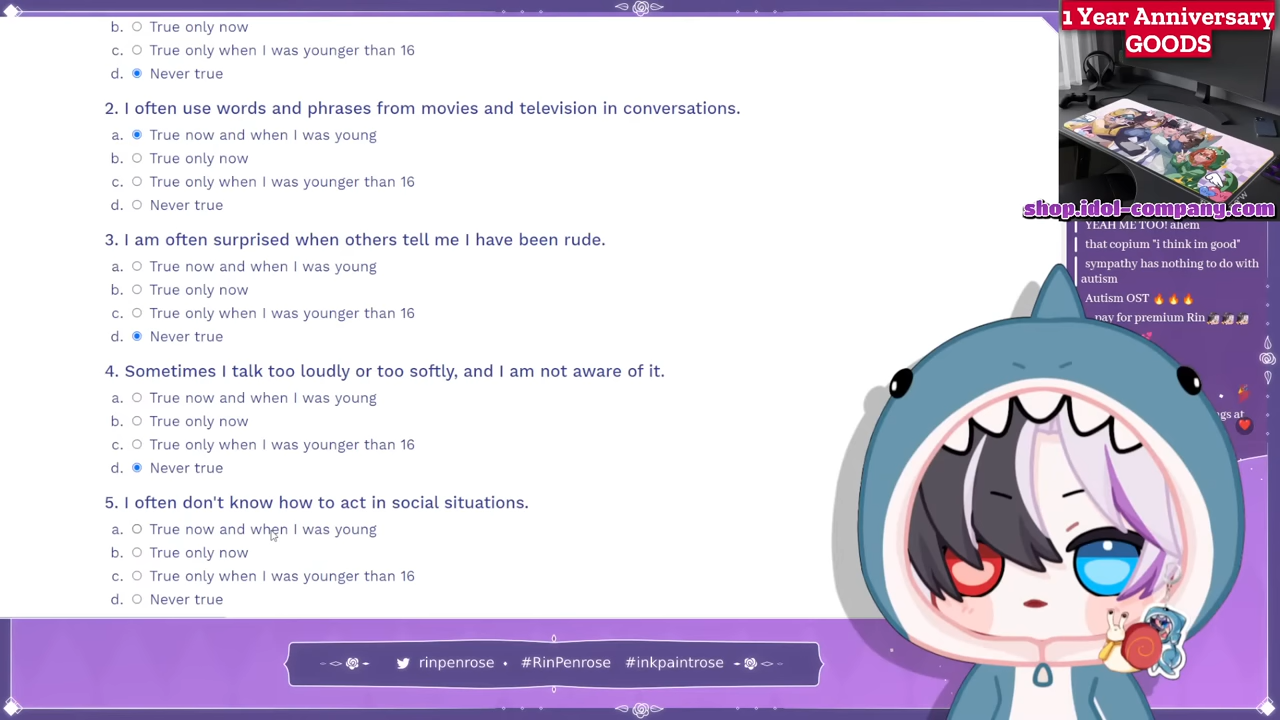 b. True only now
c. True only when I was younger than 16
d. Never true
2. I often use words and phrases from movies and television in conversations.
a. True now and when I was young
b. True only now
c. True only when I was younger than 16
d. Never true
3. I am often surprised when others tell me I have been rude.
a. True now and when I was young
b. True only now
c. True only when I was younger than 16
d. Never true
4. Sometimes I talk too loudly or too softly, and I am not aware of it.
a. True now and when I was young
b. True only now
c. True only when I was younger than 16
d. Never true
5. I often don't know how to act in social situations.
a. True now and when I was young
b. True only now
c. True only when I was younger than 16
d. Never true
1 Year Anniversary
GOODS
shop.idol-company.com
YEAH ME TOO! ahem
that copium "i think im good"
sympathy has nothing to do with
autism
Autism OST 🔥🔥🔥
pay for premium Rin
rinpenrose • #RinPenrose #inkpaintrose